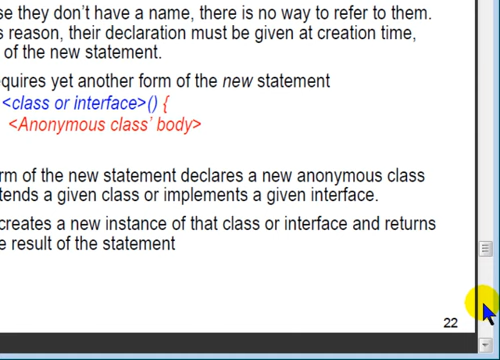 se they don't have a name, there is no way to refer to them.
s reason, their declaration must be given at creation time,
of the new statement.
equires yet another form of the new statement
<class or interface>() {
<Anonymous class' body>
rm of the new statement declares a new anonymous class
tends a given class or implements a given interface.
creates a new instance of that class or interface and returns
e result of the statement
22